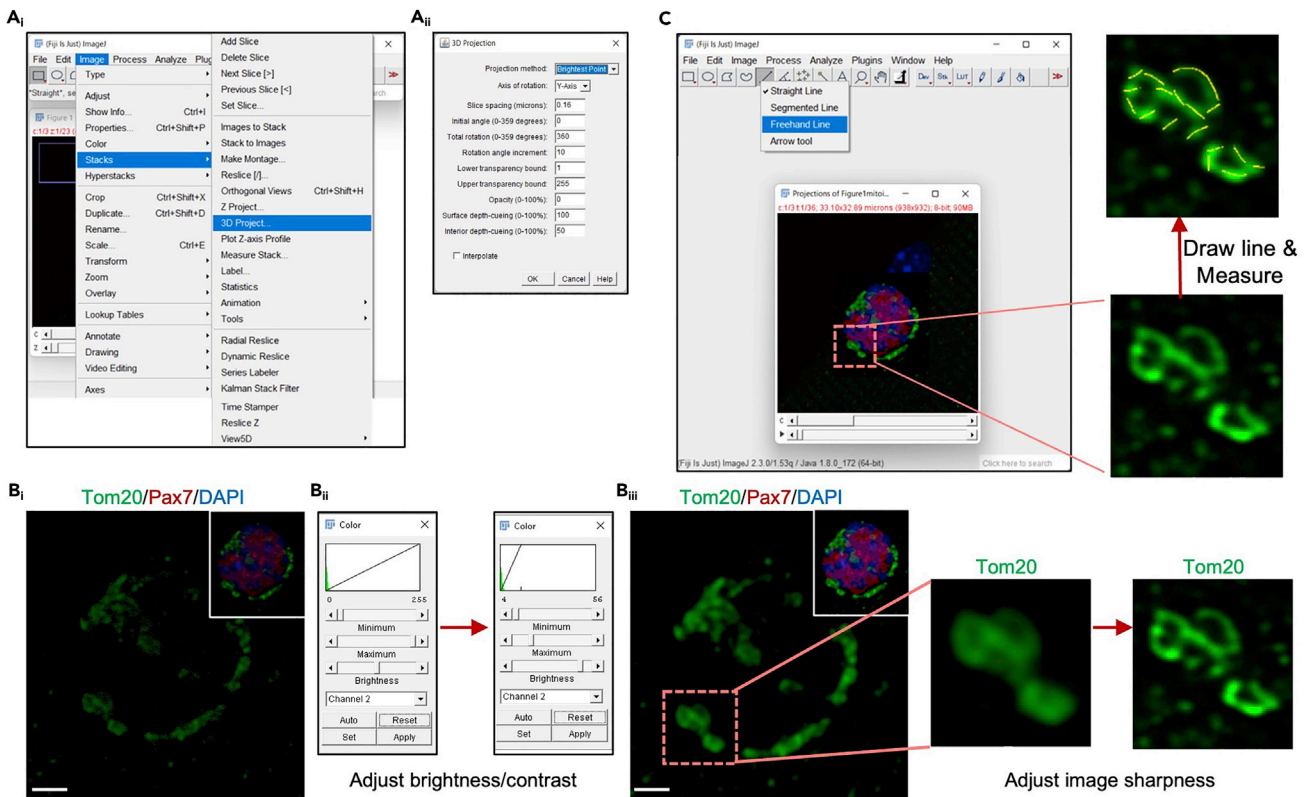 Ai
(Fiji Is Just) ImageJ
File Edit Image Process Analyze
"Straight", se
Type
Adjust
Show Info... Ctrl+I
Properties... Ctrl+Shift+P
Color
Stacks
Hyperstacks
Crop Ctrl+Shift+X
Duplicate... Ctrl+Shift+D
Rename...
Scale... Ctrl+E
Transform
Zoom
Overlay
Lookup Tables
Annotate
Drawing
Video Editing
Axes
Figure 1
c:1/3 z:1/23
C
Z
Add Slice
Delete Slice
Next Slice [>]
Previous Slice [<]
Set Slice...
Images to Stack
Stack to Images
Make Montage...
Reslice [/]...
Orthogonal Views Ctrl+Shift+H
Z Project...
3D Project...
Plot Z-axis Profile
Measure Stack...
Label...
Statistics
Animation
Tools
Radial Reslice
Dynamic Reslice
Series Labeler
Kalman Stack Filter
Time Stamper
Reslice Z
View5D
Aii
3D Projection
Projection method: Brightest Point
Axis of rotation: Y-Axis
Slice spacing (microns): 0.16
Initial angle (0-359 degrees): 0
Total rotation (0-359 degrees): 360
Rotation angle increment: 10
Lower transparency bound: 1
Upper transparency bound: 255
Opacity (0-100%): 0
Surface depth-cueing (0-100%): 100
Interior depth-cueing (0-100%): 50
Interpolate
OK Cancel Help
C
(Fiji Is Just) ImageJ
File Edit Image Process Analyze Plugins Window Help
A Dev Stk LUT
Straight Line
Segmented Line
Freehand Line
Arrow tool
Projections of Figure1mitoi...
c:1/3 t:1/36; 33.10x32.89 microns (938x932); 8-bit; 90MB
C
(Fiji Is Just) ImageJ 2.3.0/1.53q / Java 1.8.0_172 (64-bit)
Click here to search
Draw line &
Measure
Bi
Tom20/Pax7/DAPI
Bii
Color
0 255
Minimum
Maximum
Brightness
Channel 2
Auto Reset
Set Apply
Color
4 56
Minimum
Maximum
Brightness
Channel 2
Auto Reset
Set Apply
Adjust brightness/contrast
Biii
Tom20/Pax7/DAPI
Tom20
Tom20
Adjust image sharpness